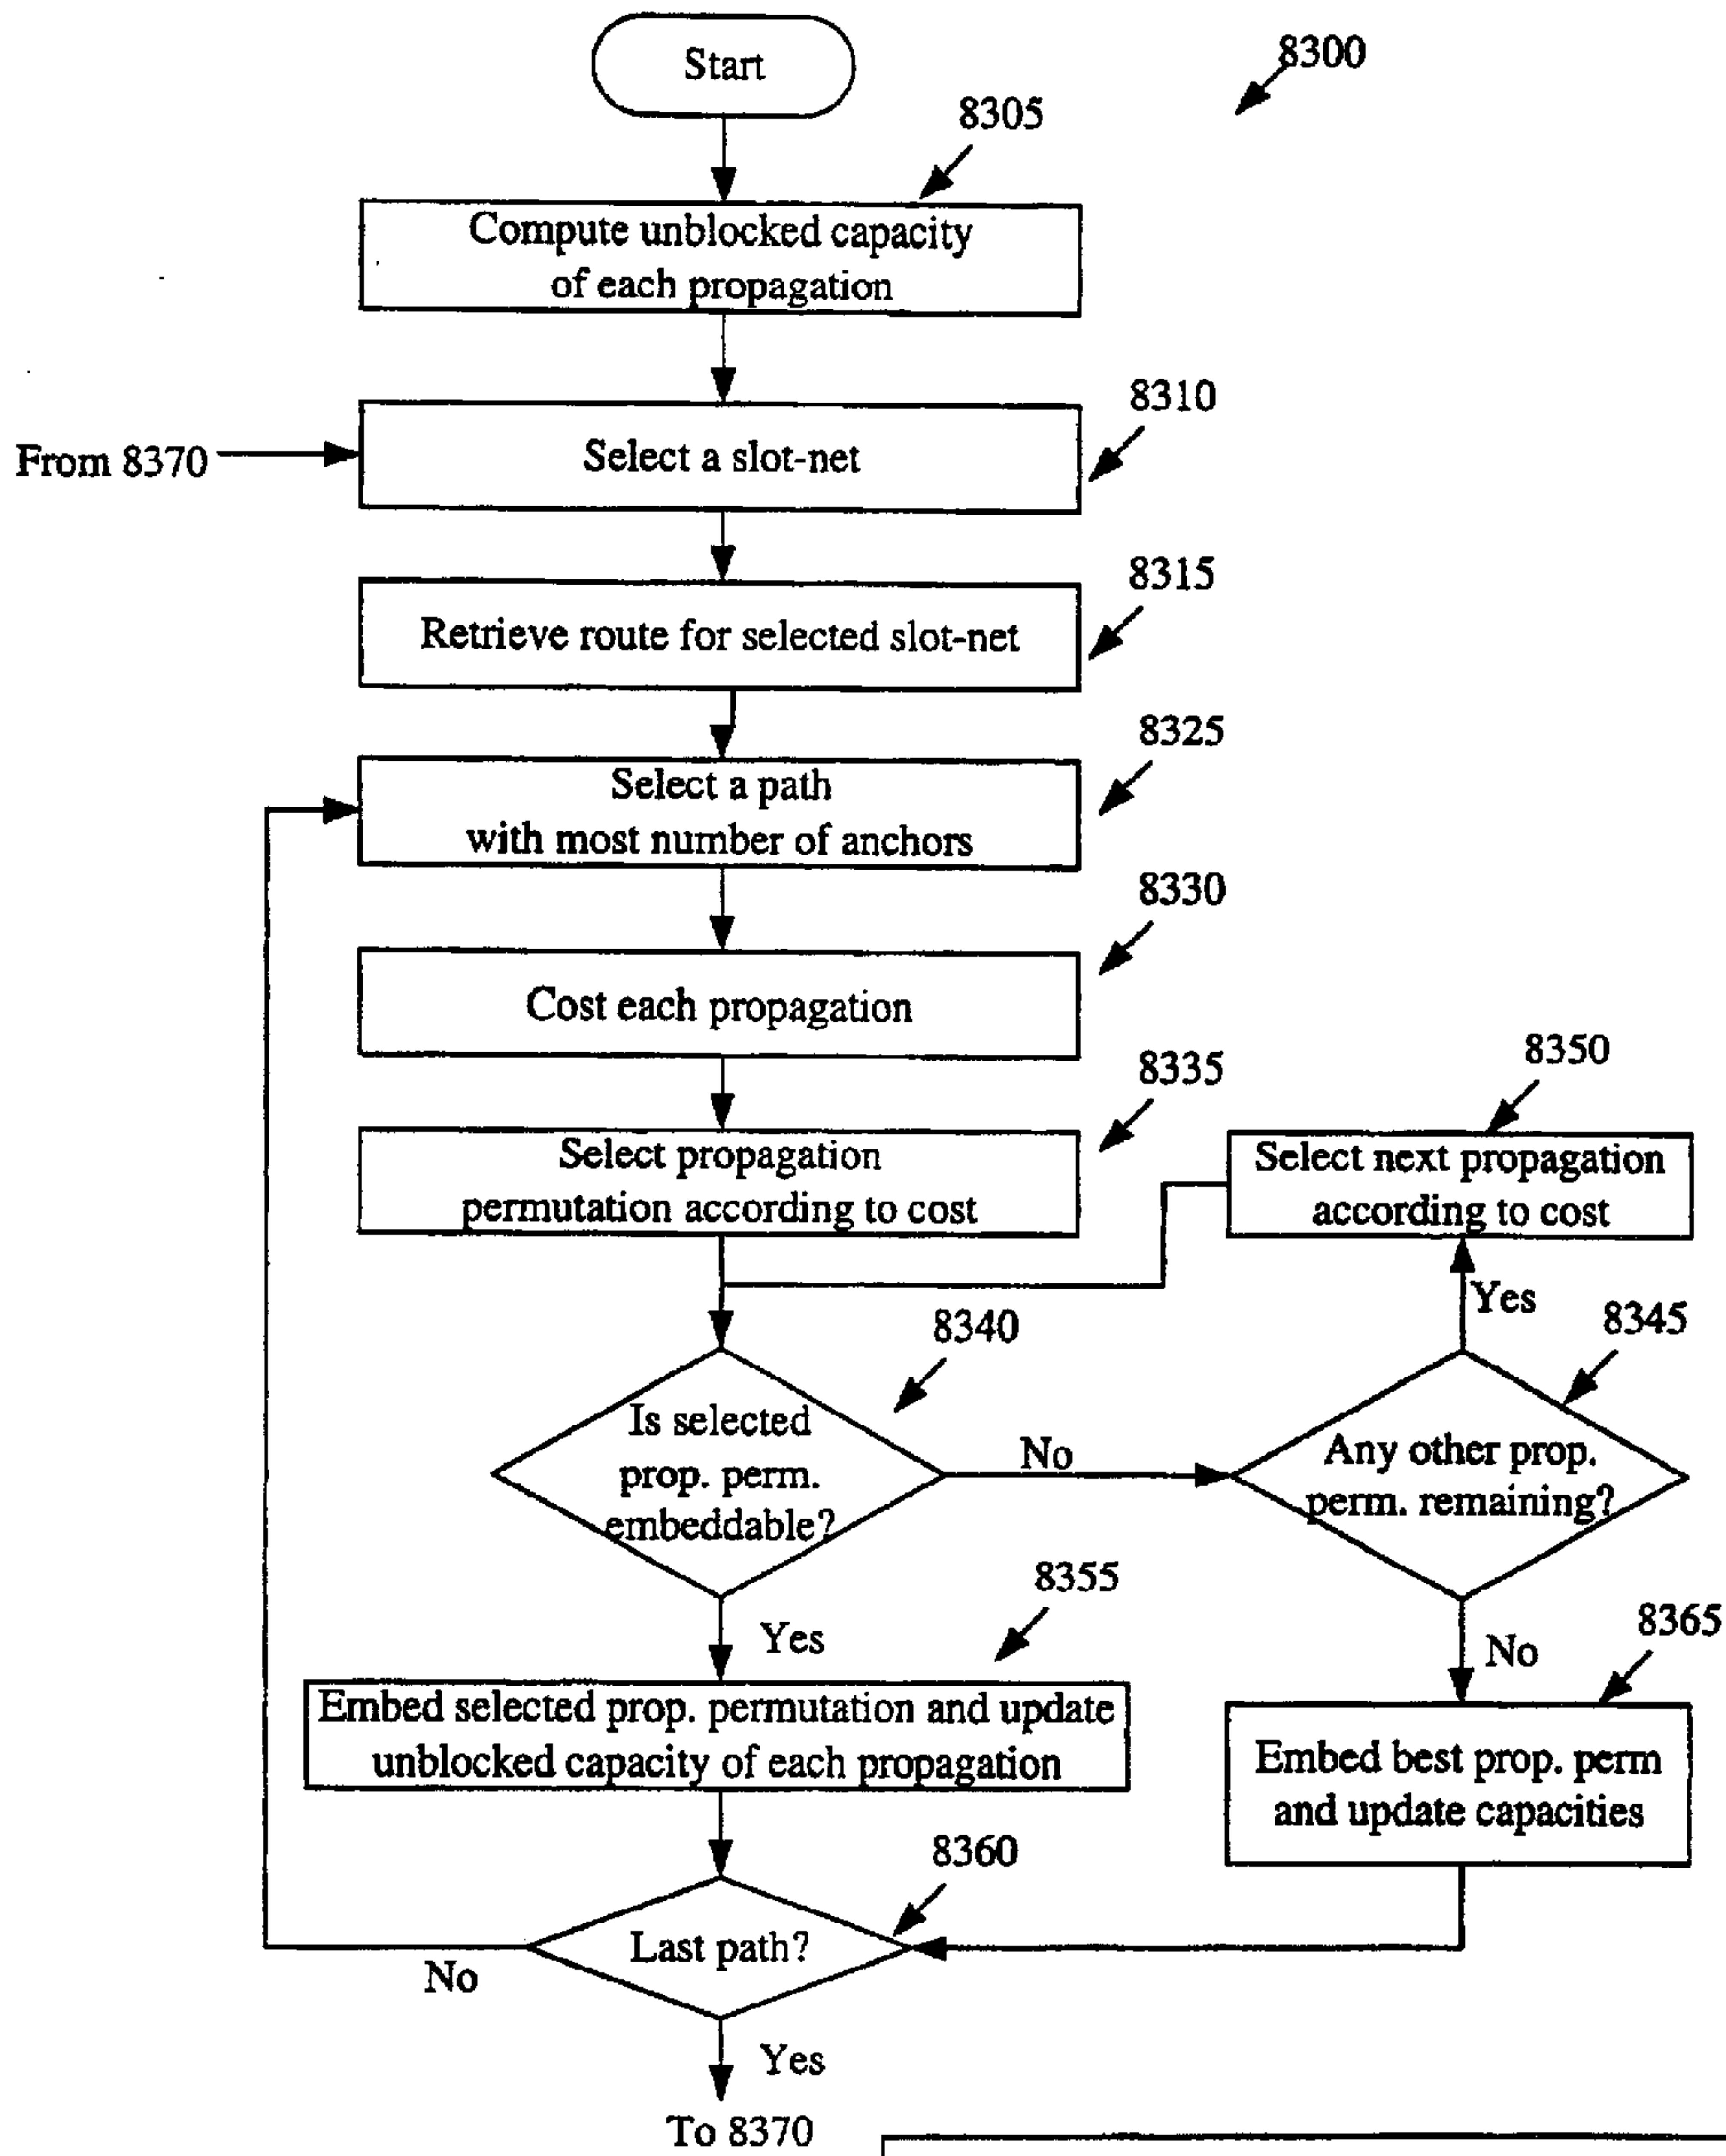 Start
8300
8305
Compute unblocked capacity
of each propagation
8310
From 8370
Select a slot-net
8315
Retrieve route for selected slot-net
8325
Select a path
with most number of anchors
8330
Cost each propagation
8335
Select propagation
permutation according to cost
8350
Select next propagation
according to cost
Yes
8345
8340
Is selected
prop. perm.
embeddable?
No
Any other prop.
perm. remaining?
8355
Yes
Embed selected prop. permutation and update
unblocked capacity of each propagation
No
8365
Embed best prop. perm
and update capacities
8360
Last path?
No
Yes
To 8370